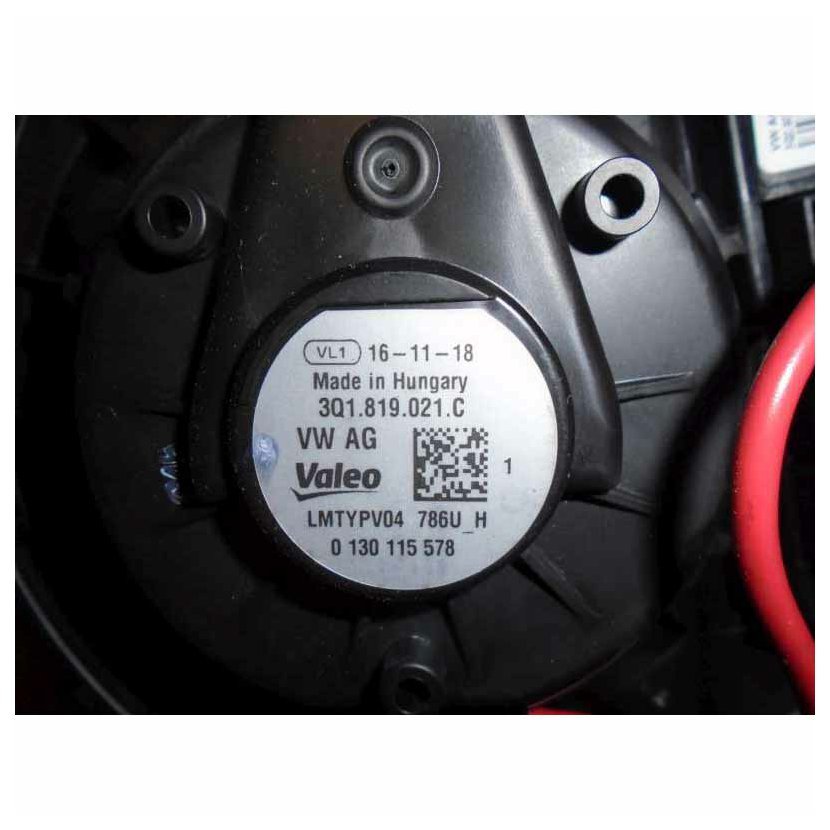 VL1 16-11-18
Made in Hungary
3Q1.819.021.C
VW AG
Valeo
1
LMTYPV04 786U_H
0 130 115 578
VW A